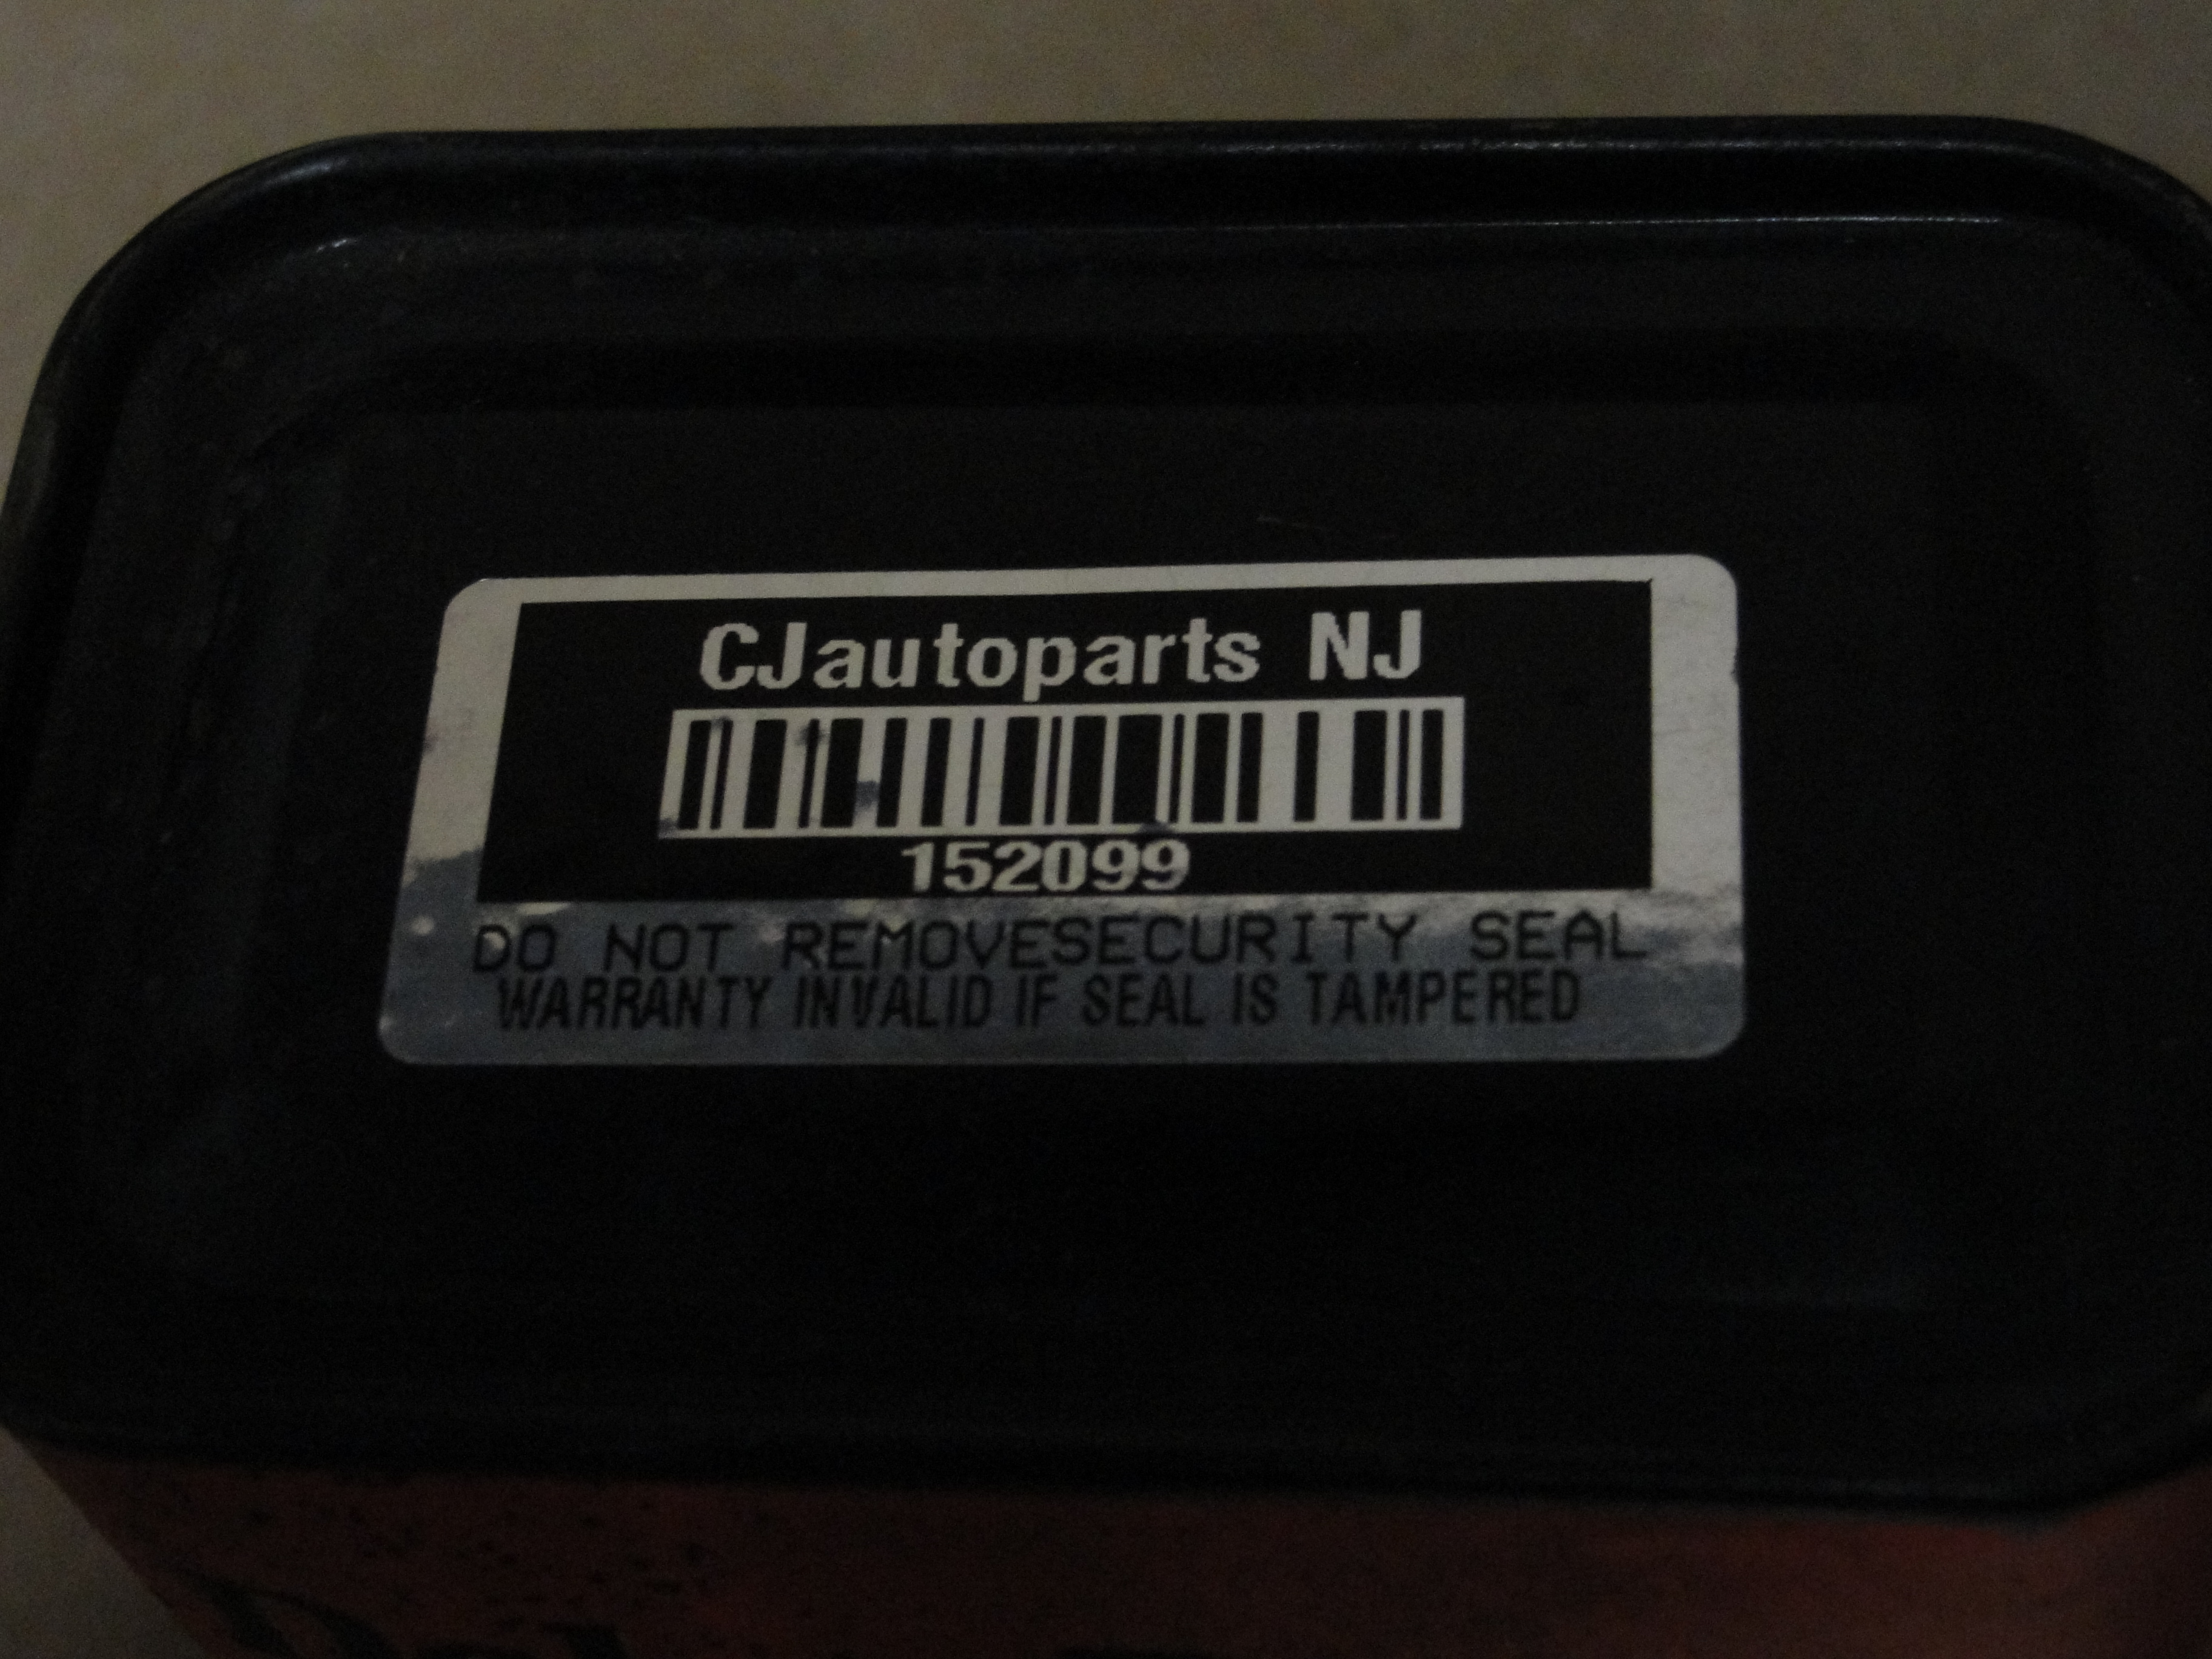 CJautoparts NJ
152099
DO NOT REMOVESECURITY SEAL
WARRANTY INVALID IF SEAL IS TAMPERED